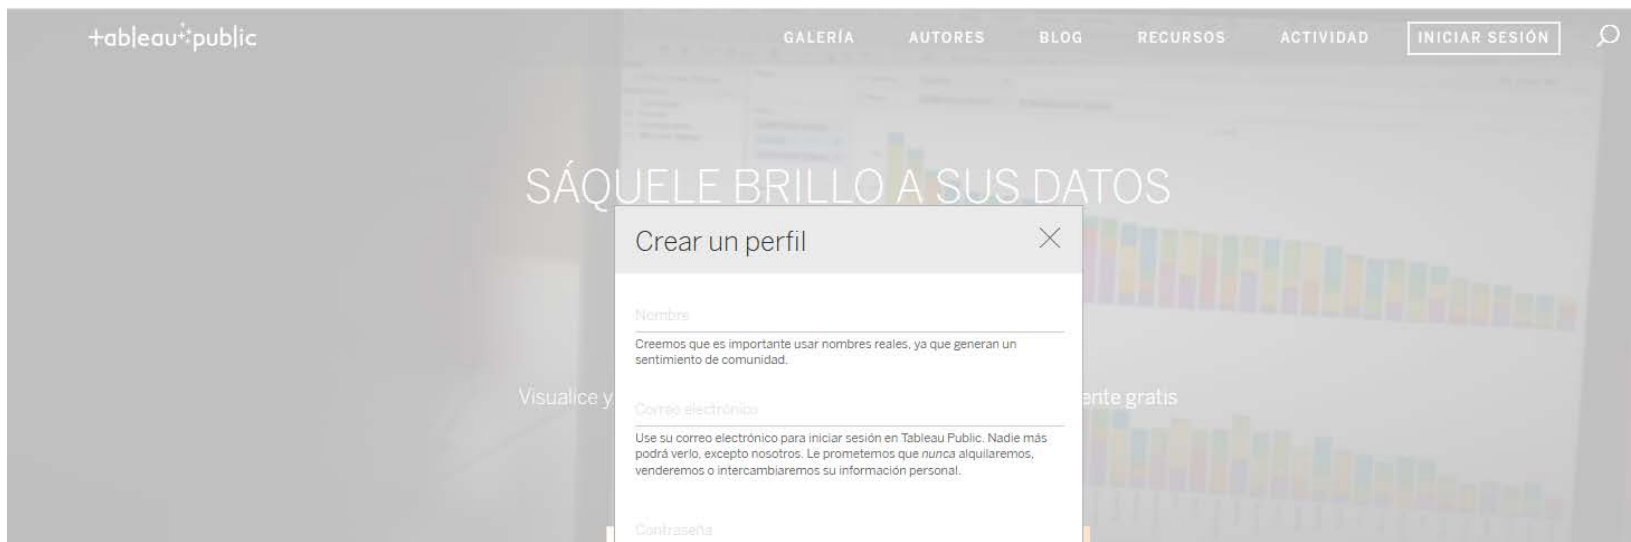 tableau public
GALERÍA AUTORES BLOG RECURSOS ACTIVIDAD INICIAR SESIÓN
SÁQUELE BRILLO A SUS DATOS
Crear un perfil
Nombre
Creemos que es importante usar nombres reales, ya que generan un
sentimiento de comunidad.
Visualice y
ente gratis
Correo electrónico
Use su correo electrónico para iniciar sesión en Tableau Public. Nadie más
podrá verlo, excepto nosotros. Le prometemos que nunca alquilaremos,
venderemos o intercambiaremos su información personal.
Contraseña